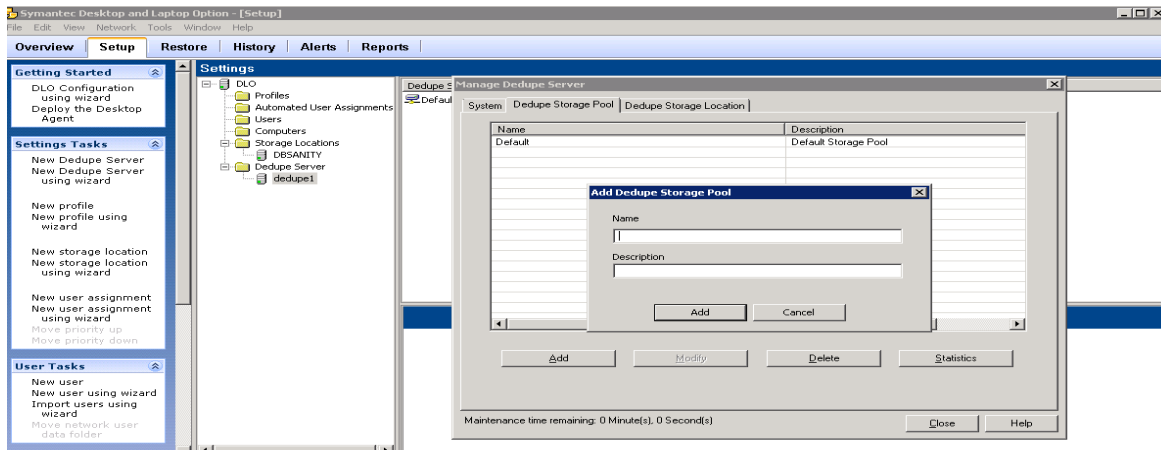 Symantec Desktop and Laptop Option - [Setup]
File Edit View Network Tools Window Help
Overview Setup Restore History Alerts Reports
Getting Started
DLO Configuration
using wizard
Deploy the Desktop
Agent
Settings Tasks
New Dedupe Server
New Dedupe Server
using wizard
New profile
New profile using
wizard
New storage location
New storage location
using wizard
New user assignment
New user assignment
using wizard
Move priority up
Move priority down
User Tasks
New user
New user using wizard
Import users using
wizard
Move network user
data folder
Settings
DLO
Profiles
Automated User Assignments
Users
Computers
Storage Locations
DBSANITY
Dedupe Server
dedupe1
Dedupe S
Defaul
Manage Dedupe Server
System Dedupe Storage Pool Dedupe Storage Location
Name Description
Default Default Storage Pool
Add Dedupe Storage Pool
Name
Description
Add Cancel
Add Modify Delete Statistics
Maintenance time remaining: 0 Minute(s), 0 Second(s)
Close Help